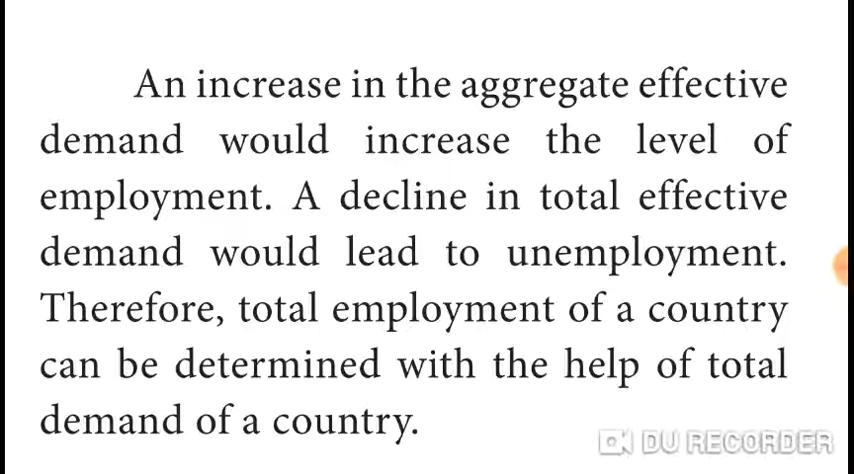 An increase in the aggregate effective
demand would increase the level of
employment. A decline in total effective
demand would lead to unemployment.
Therefore, total employment of a country
can be determined with the help of total
demand of a country.
DU RECORDER